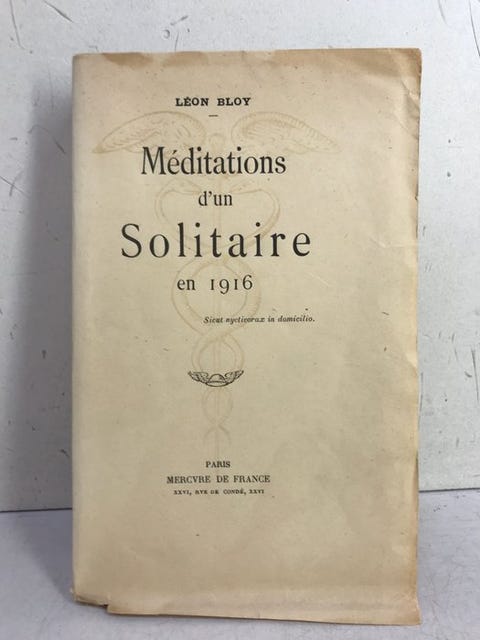 LÉON BLOY
Méditations
d'un
Solitaire
en 1916
Sicut nycticorax in domicilio.
PARIS
MERCVRE DE FRANCE
XXVI, RVE DE CONDÉ, XXVI